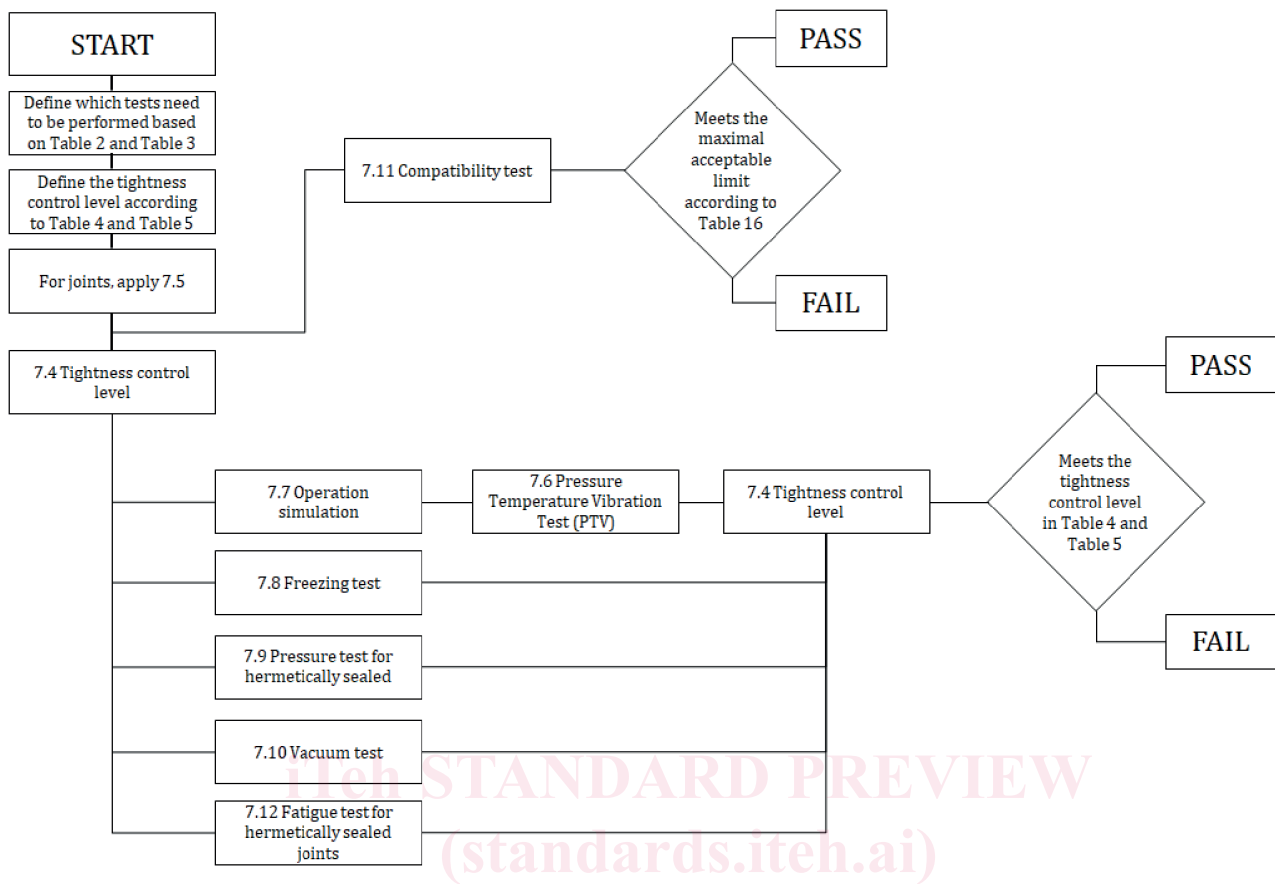 START
Define which tests need
to be performed based
on Table 2 and Table 3
Define the tightness
control level according
to Table 4 and Table 5
For joints, apply 7.5
7.4 Tightness control
level
7.11 Compatibility test
Meets the
maximal
acceptable
limit
according to
Table 16
PASS
FAIL
7.7 Operation
simulation
7.6 Pressure
Temperature Vibration
Test (PTV)
7.4 Tightness control
level
Meets the
tightness
control level
in Table 4 and
Table 5
PASS
FAIL
7.8 Freezing test
7.9 Pressure test for
hermetically sealed
7.10 Vacuum test
7.12 Fatigue test for
hermetically sealed
joints
iTeh STANDARD PREVIEW
(standards.iteh.ai)